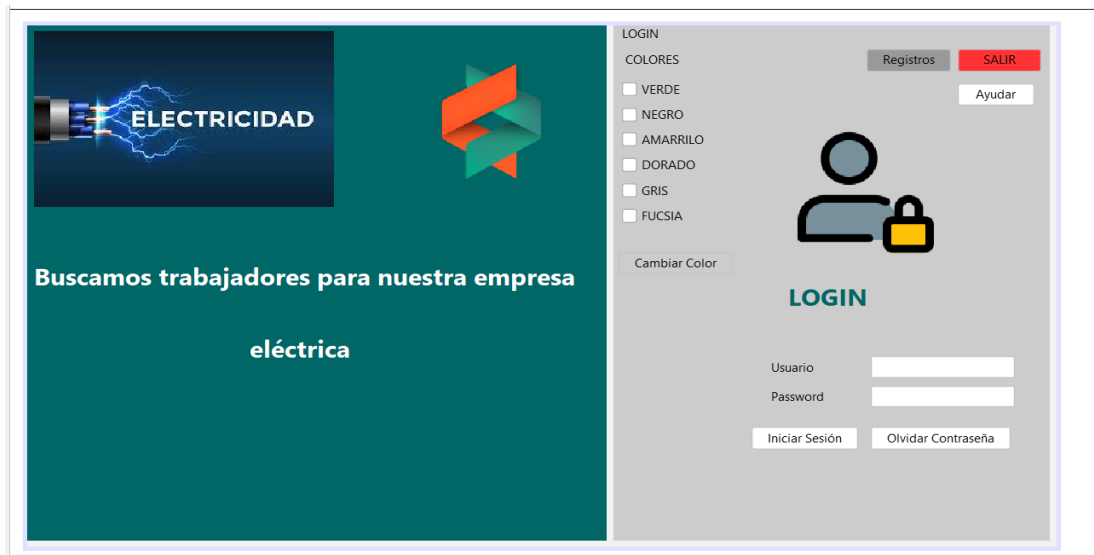 ELECTRICIDAD
Buscamos trabajadores para nuestra empresa
eléctrica
LOGIN
COLORES
Registros
SALIR
VERDE
Ayudar
NEGRO
AMARRILO
DORADO
GRIS
FUCSIA
Cambiar Color
LOGIN
Usuario
Password
Iniciar Sesión
Olvidar Contraseña